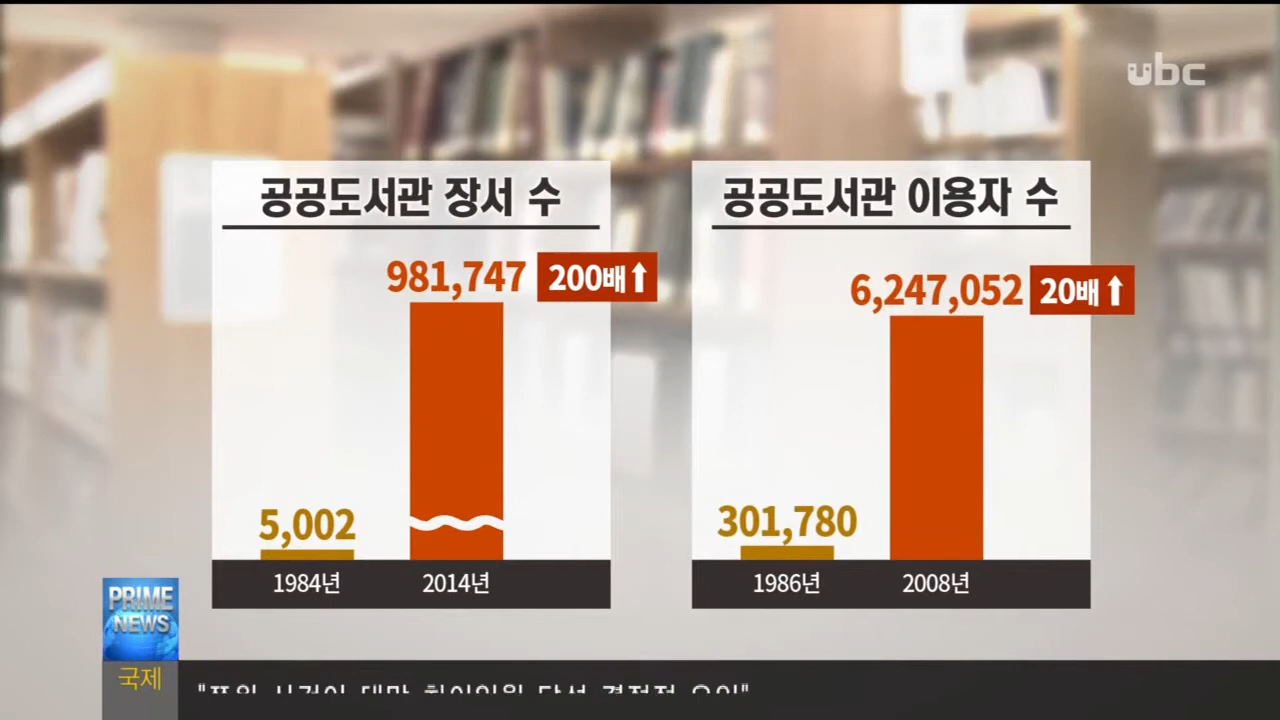 ubc
공공도서관 장서 수
981,747 200배↑
5,002
1984년 2014년
공공도서관 이용자 수
6,247,052 20배↑
301,780
1986년 2008년
PRIME
NEWS
국제